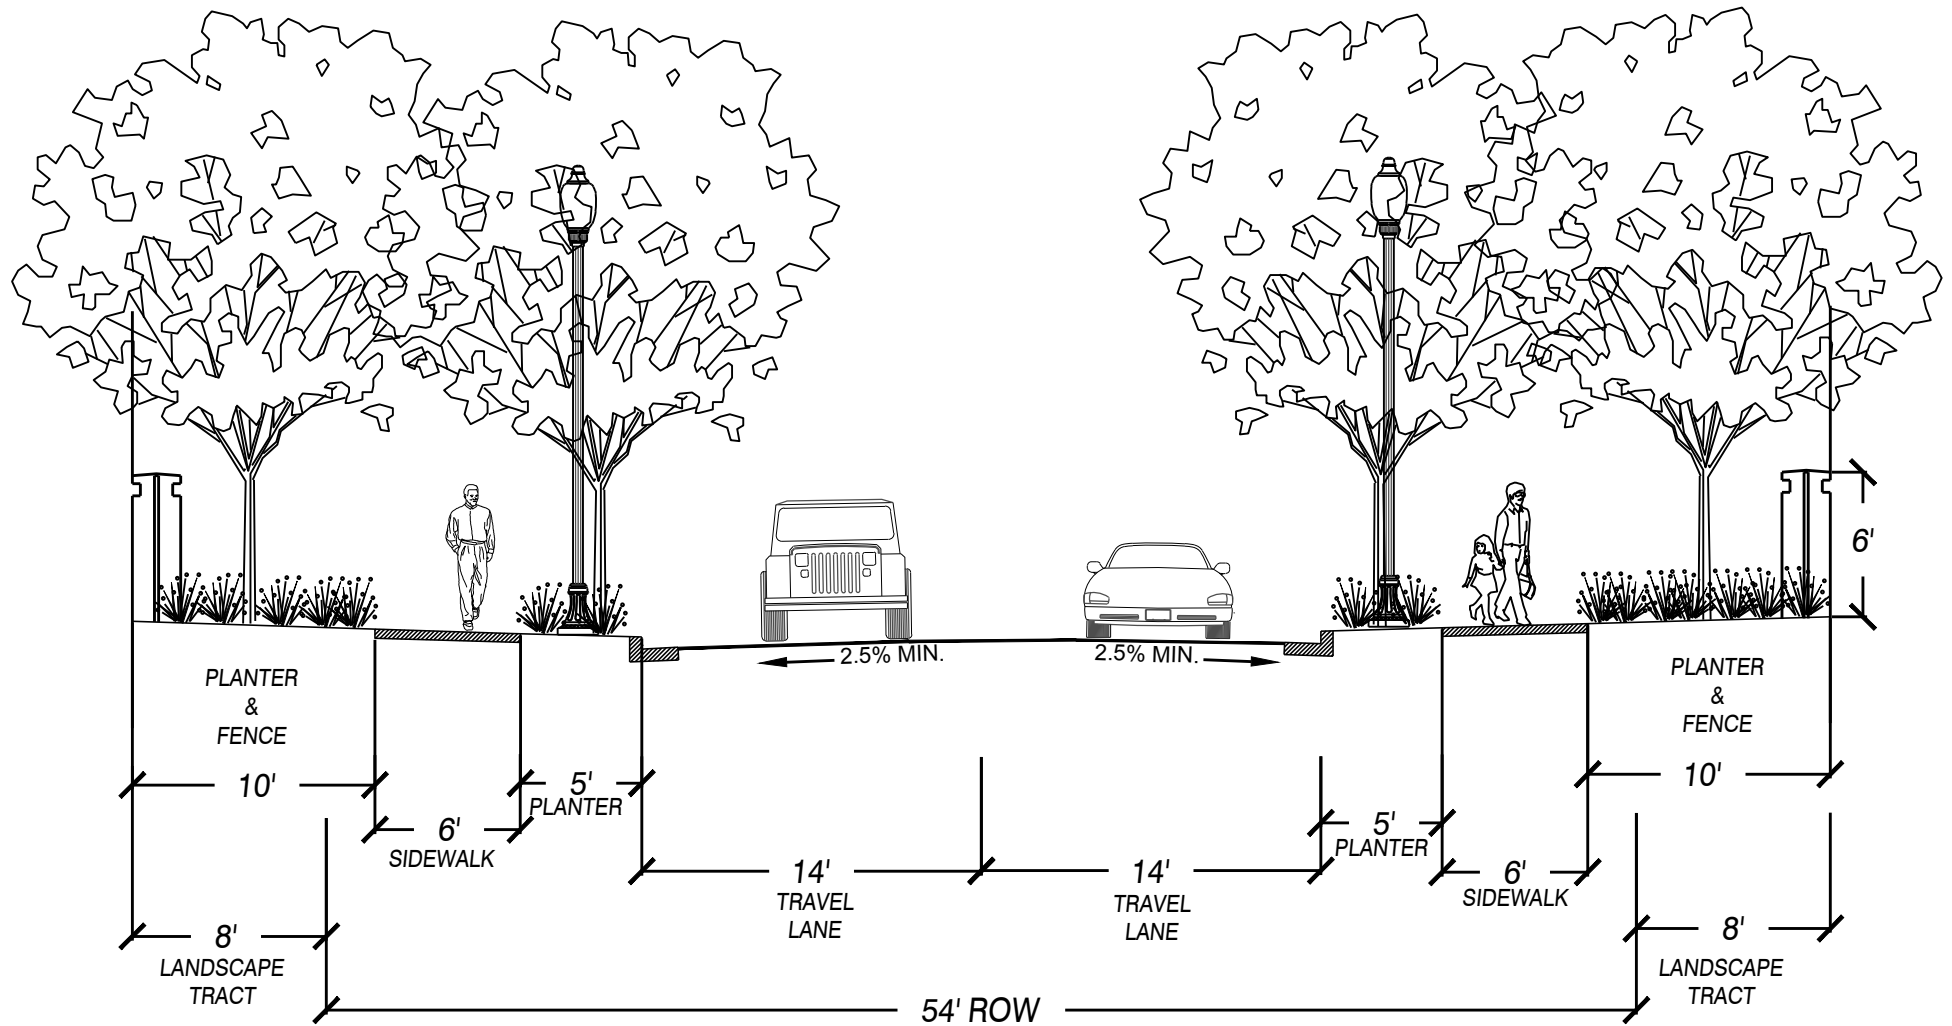 6'
2.5% MIN.
2.5% MIN.
PLANTER
&
FENCE
PLANTER
&
FENCE
10'
5'
PLANTER
10'
6'
SIDEWALK
5'
PLANTER
14'
TRAVEL
LANE
14'
TRAVEL
LANE
6'
SIDEWALK
8'
LANDSCAPE
TRACT
8'
LANDSCAPE
TRACT
54' ROW